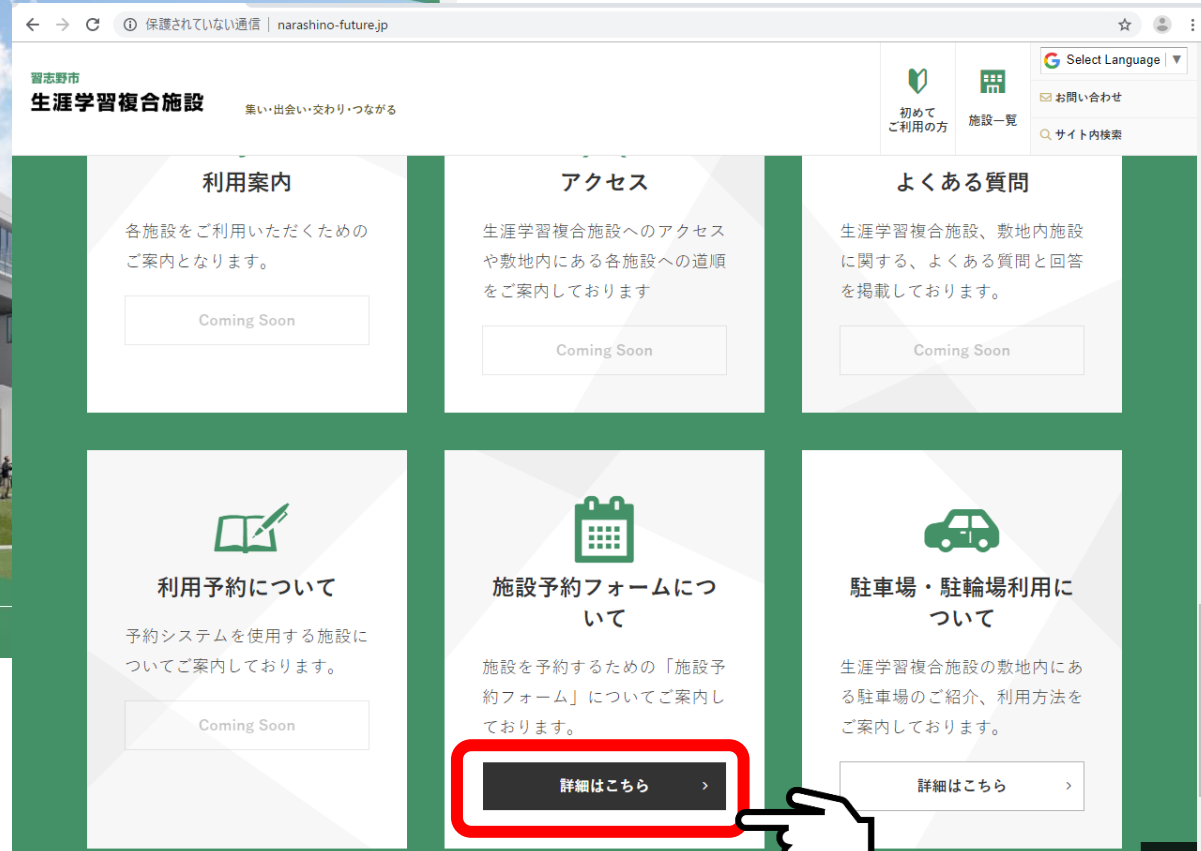 保護されていない通信 | narashino-future.jp
習志野市
生涯学習複合施設
集い・出会い・交わり・つながる
初めて
ご利用の方
施設一覧
Select Language ▼
お問い合わせ
サイト内検索
利用案内
各施設をご利用いただくための
ご案内となります。
Coming Soon
アクセス
生涯学習複合施設へのアクセス
や敷地内にある各施設への道順
をご案内しております
Coming Soon
よくある質問
生涯学習複合施設、敷地内施設
に関する、よくある質問と回答
を掲載しております。
Coming Soon
利用予約について
予約システムを使用する施設に
ついてご案内しております。
Coming Soon
施設予約フォームにつ
いて
施設を予約するための「施設予
約フォーム」についてご案内し
ております。
詳細はこちら ›
駐車場・駐輪場利用に
ついて
生涯学習複合施設の敷地内にあ
る駐車場のご紹介、利用方法を
ご案内しております。
詳細はこちら ›